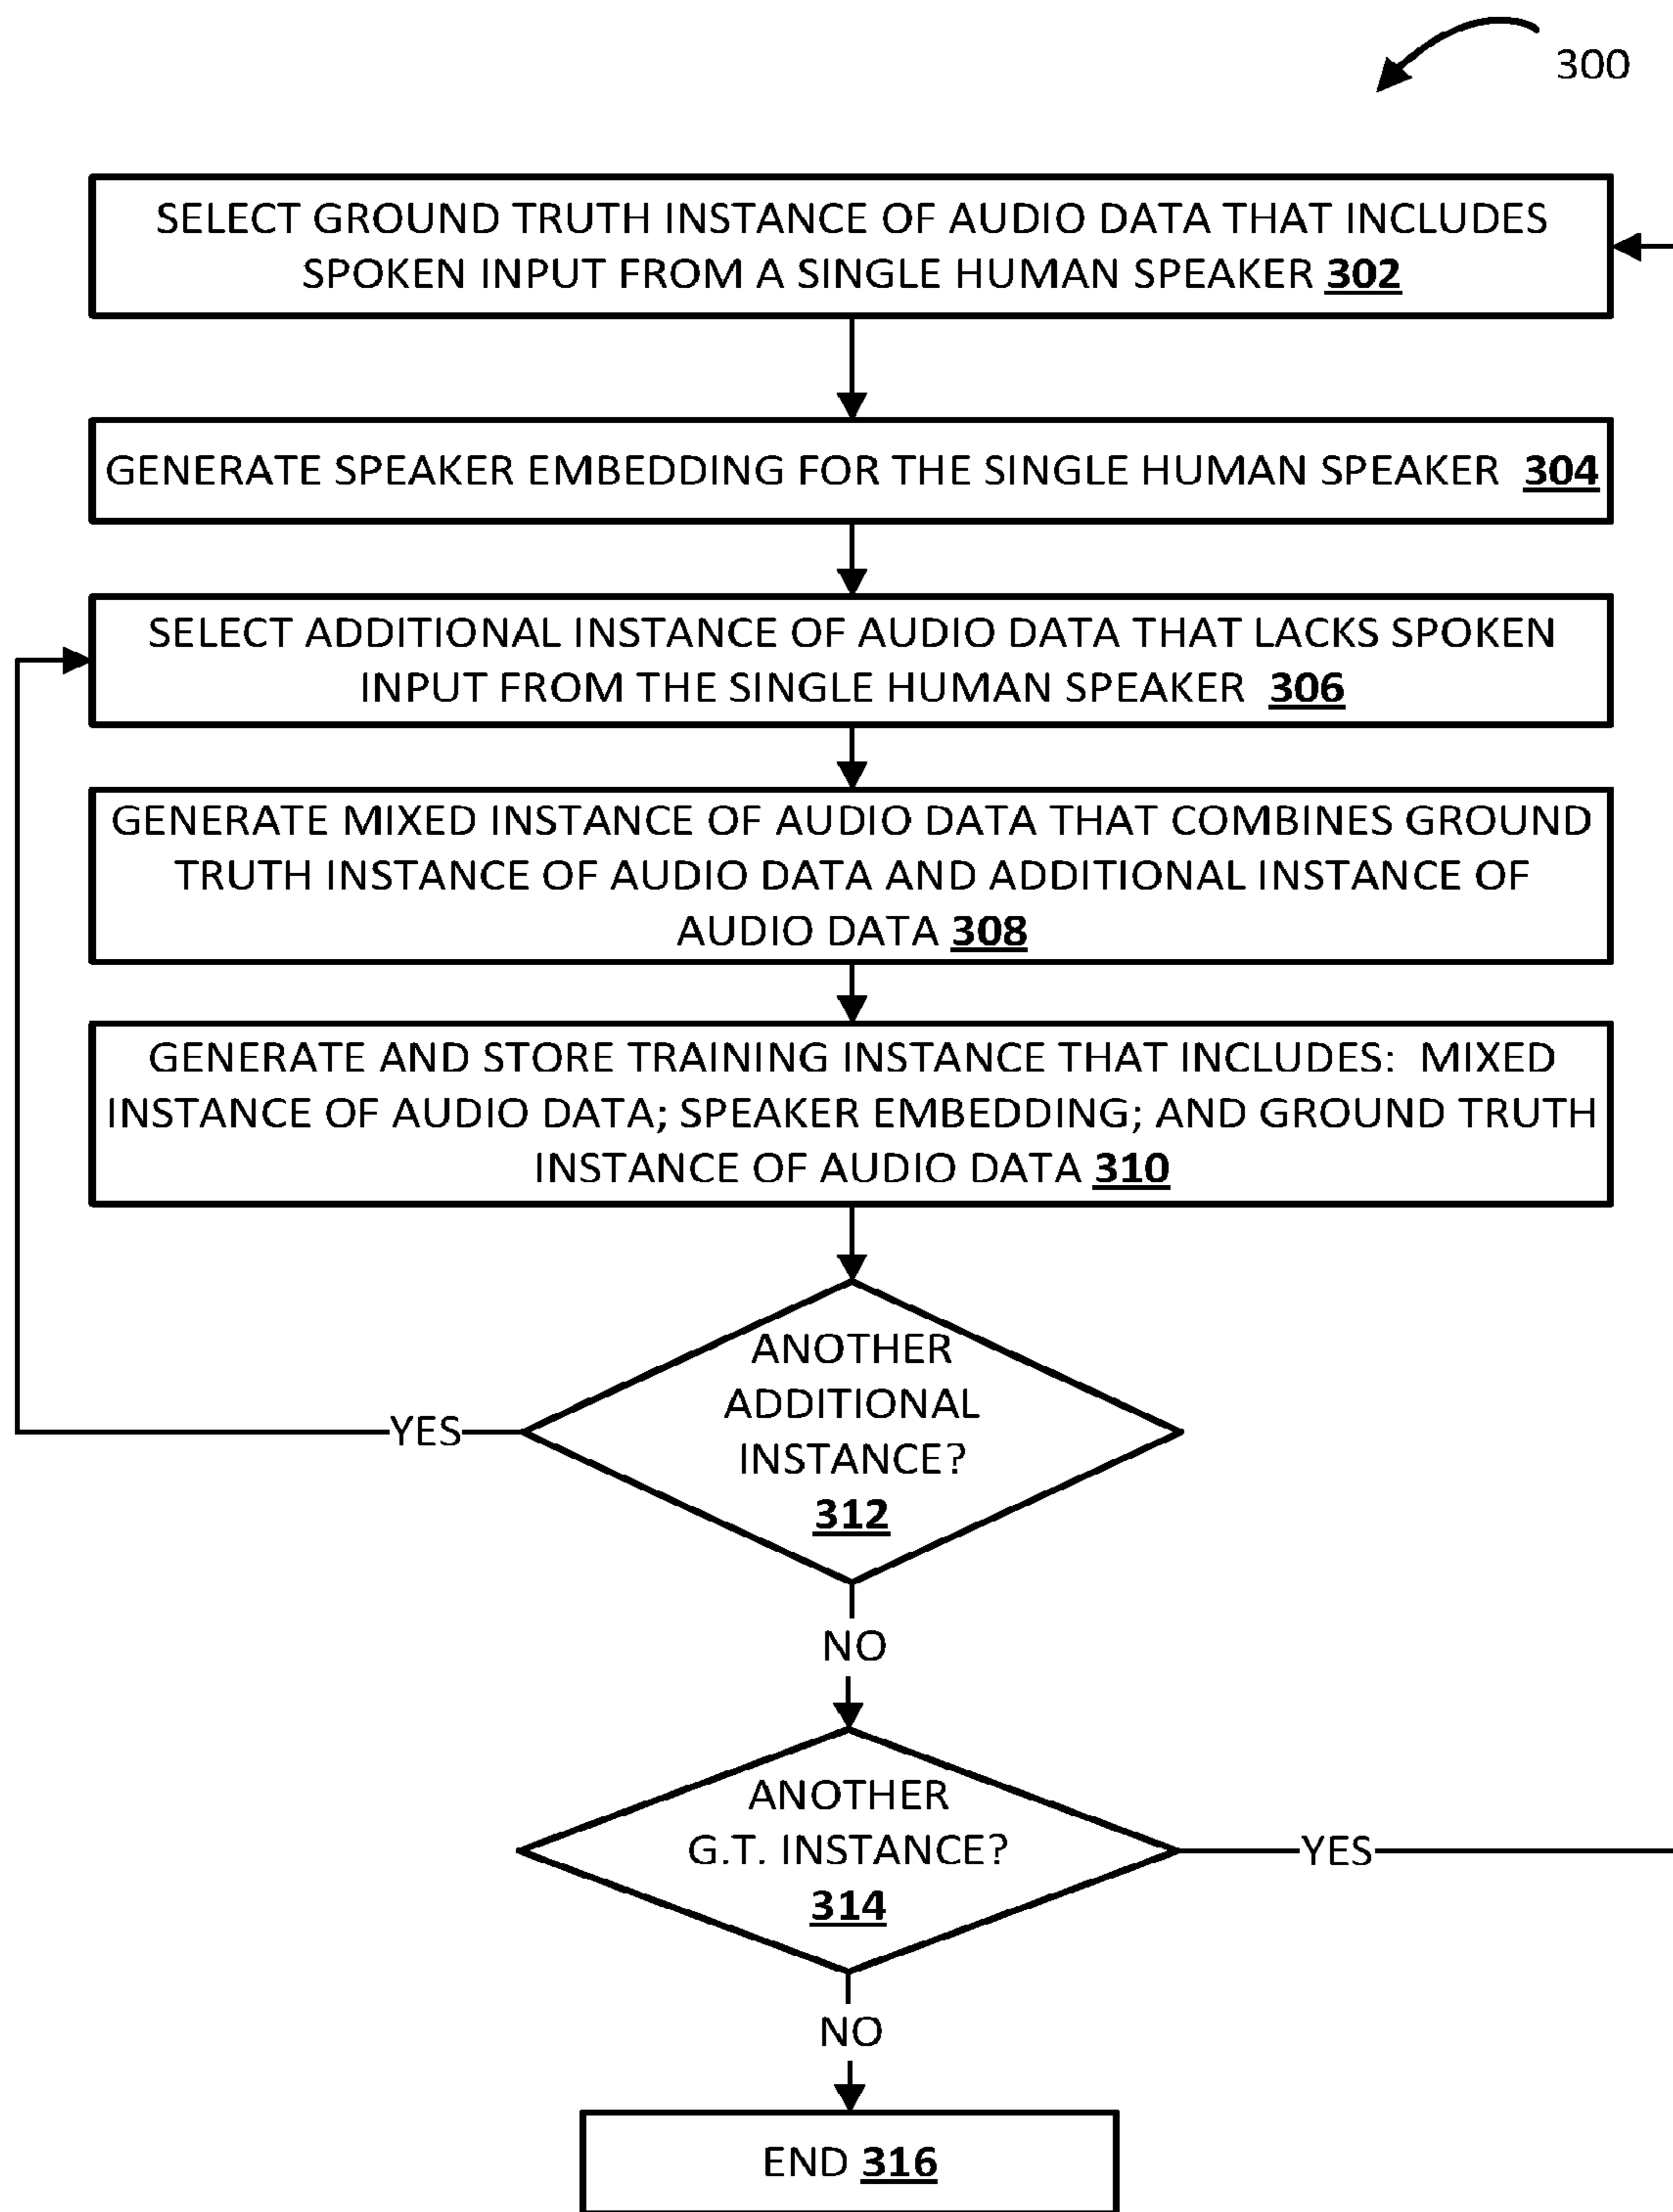 300
SELECT GROUND TRUTH INSTANCE OF AUDIO DATA THAT INCLUDES
SPOKEN INPUT FROM A SINGLE HUMAN SPEAKER 302
GENERATE SPEAKER EMBEDDING FOR THE SINGLE HUMAN SPEAKER 304
SELECT ADDITIONAL INSTANCE OF AUDIO DATA THAT LACKS SPOKEN
INPUT FROM THE SINGLE HUMAN SPEAKER 306
GENERATE MIXED INSTANCE OF AUDIO DATA THAT COMBINES GROUND
TRUTH INSTANCE OF AUDIO DATA AND ADDITIONAL INSTANCE OF
AUDIO DATA 308
GENERATE AND STORE TRAINING INSTANCE THAT INCLUDES: MIXED
INSTANCE OF AUDIO DATA; SPEAKER EMBEDDING; AND GROUND TRUTH
INSTANCE OF AUDIO DATA 310
ANOTHER
ADDITIONAL
INSTANCE?
312
YES
NO
ANOTHER
G.T. INSTANCE?
314
YES
NO
END 316